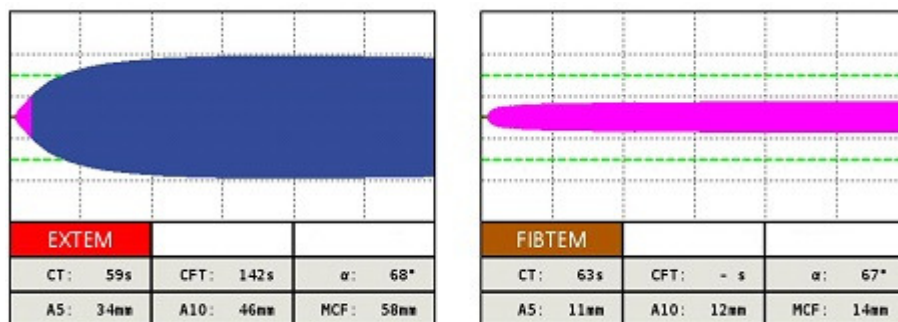 EXTEM
CT: 59s CFT: 142s α: 68°
A5: 34mm A10: 46mm MCF: 58mm
FIBTEM
CT: 63s CFT: - s α: 67°
A5: 11mm A10: 12mm MCF: 14mm